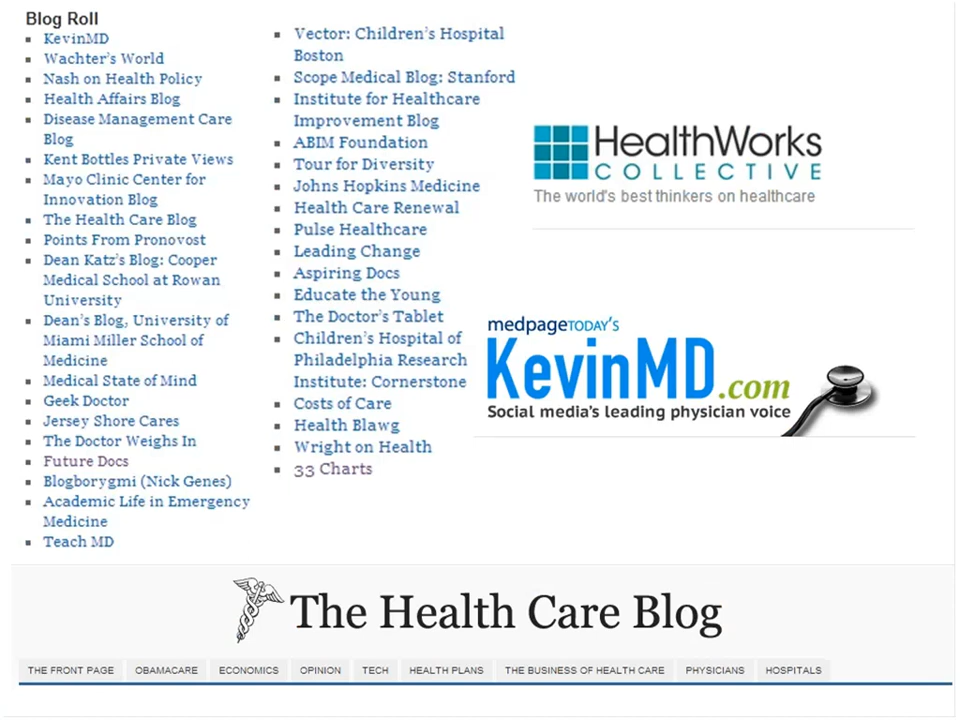 Blog Roll
KevinMD
Wachter's World
Nash on Health Policy
Health Affairs Blog
Disease Management Care
Blog
Kent Bottles Private Views
Mayo Clinic Center for
Innovation Blog
The Health Care Blog
Points From Pronovost
Dean Katz's Blog: Cooper
Medical School at Rowan
University
Dean's Blog, University of
Miami Miller School of
Medicine
Medical State of Mind
Geek Doctor
Jersey Shore Cares
The Doctor Weighs In
Future Docs
Blogborygmi (Nick Genes)
Academic Life in Emergency
Medicine
Teach MD
Vector: Children's Hospital
Boston
Scope Medical Blog: Stanford
Institute for Healthcare
Improvement Blog
ABIM Foundation
Tour for Diversity
Johns Hopkins Medicine
Health Care Renewal
Pulse Healthcare
Leading Change
Aspiring Docs
Educate the Young
The Doctor's Tablet
Children's Hospital of
Philadelphia Research
Institute: Cornerstone
Costs of Care
Health Blawg
Wright on Health
33 Charts
HealthWorks
COLLECTIVE
The world's best thinkers on healthcare
medpageTODAY'S
KevinMD.com
Social media's leading physician voice
The Health Care Blog
THE FRONT PAGE OBAMACARE ECONOMICS OPINION TECH HEALTH PLANS THE BUSINESS OF HEALTH CARE PHYSICIANS HOSPITALS